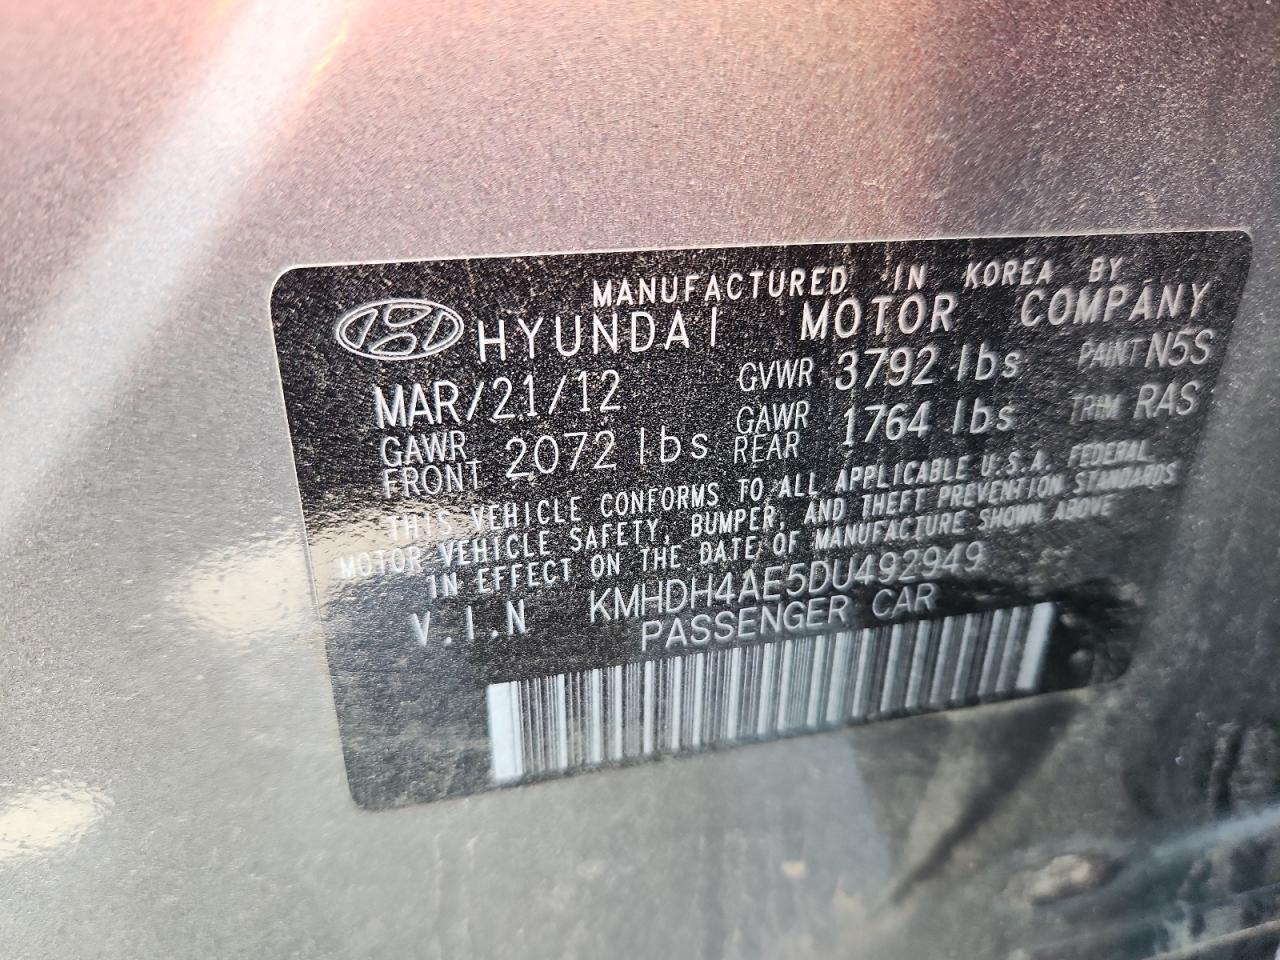 MANUFACTURED IN KOREA BY
HYUNDAI MOTOR COMPANY
MAR/21/12 GVWR 3792 lbs PAINT N5S
GAWR FRONT 2072 lbs GAWR REAR 1764 lbs TRIM RAS
THIS VEHICLE CONFORMS TO ALL APPLICABLE U.S.A. FEDERAL
MOTOR VEHICLE SAFETY, BUMPER, AND THEFT PREVENTION STANDARDS
IN EFFECT ON THE DATE OF MANUFACTURE SHOWN ABOVE
V.I.N KMHDH4AE5DU492949
PASSENGER CAR